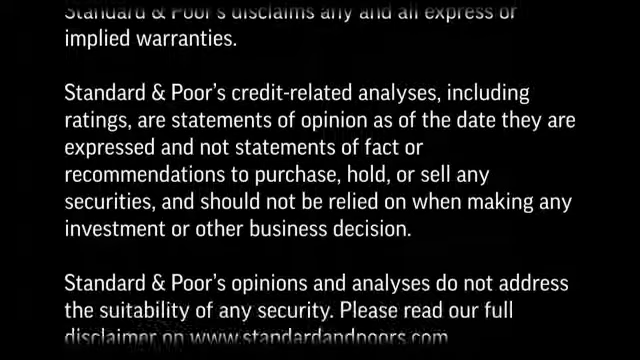 Standard & Poor's disclaims any and all express or
implied warranties.
Standard & Poor's credit-related analyses, including
ratings, are statements of opinion as of the date they are
expressed and not statements of fact or
recommendations to purchase, hold, or sell any
securities, and should not be relied on when making any
investment or other business decision.
Standard & Poor's opinions and analyses do not address
the suitability of any security. Please read our full
disclaimer on www.standardandpoors.com